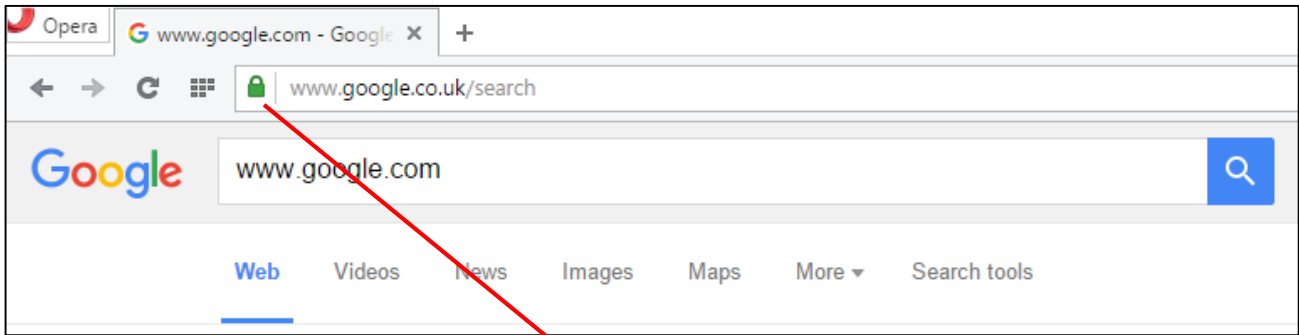 Opera
www.google.com - Google
www.google.co.uk/search
Google
www.google.com
Web Videos News Images Maps More Search tools